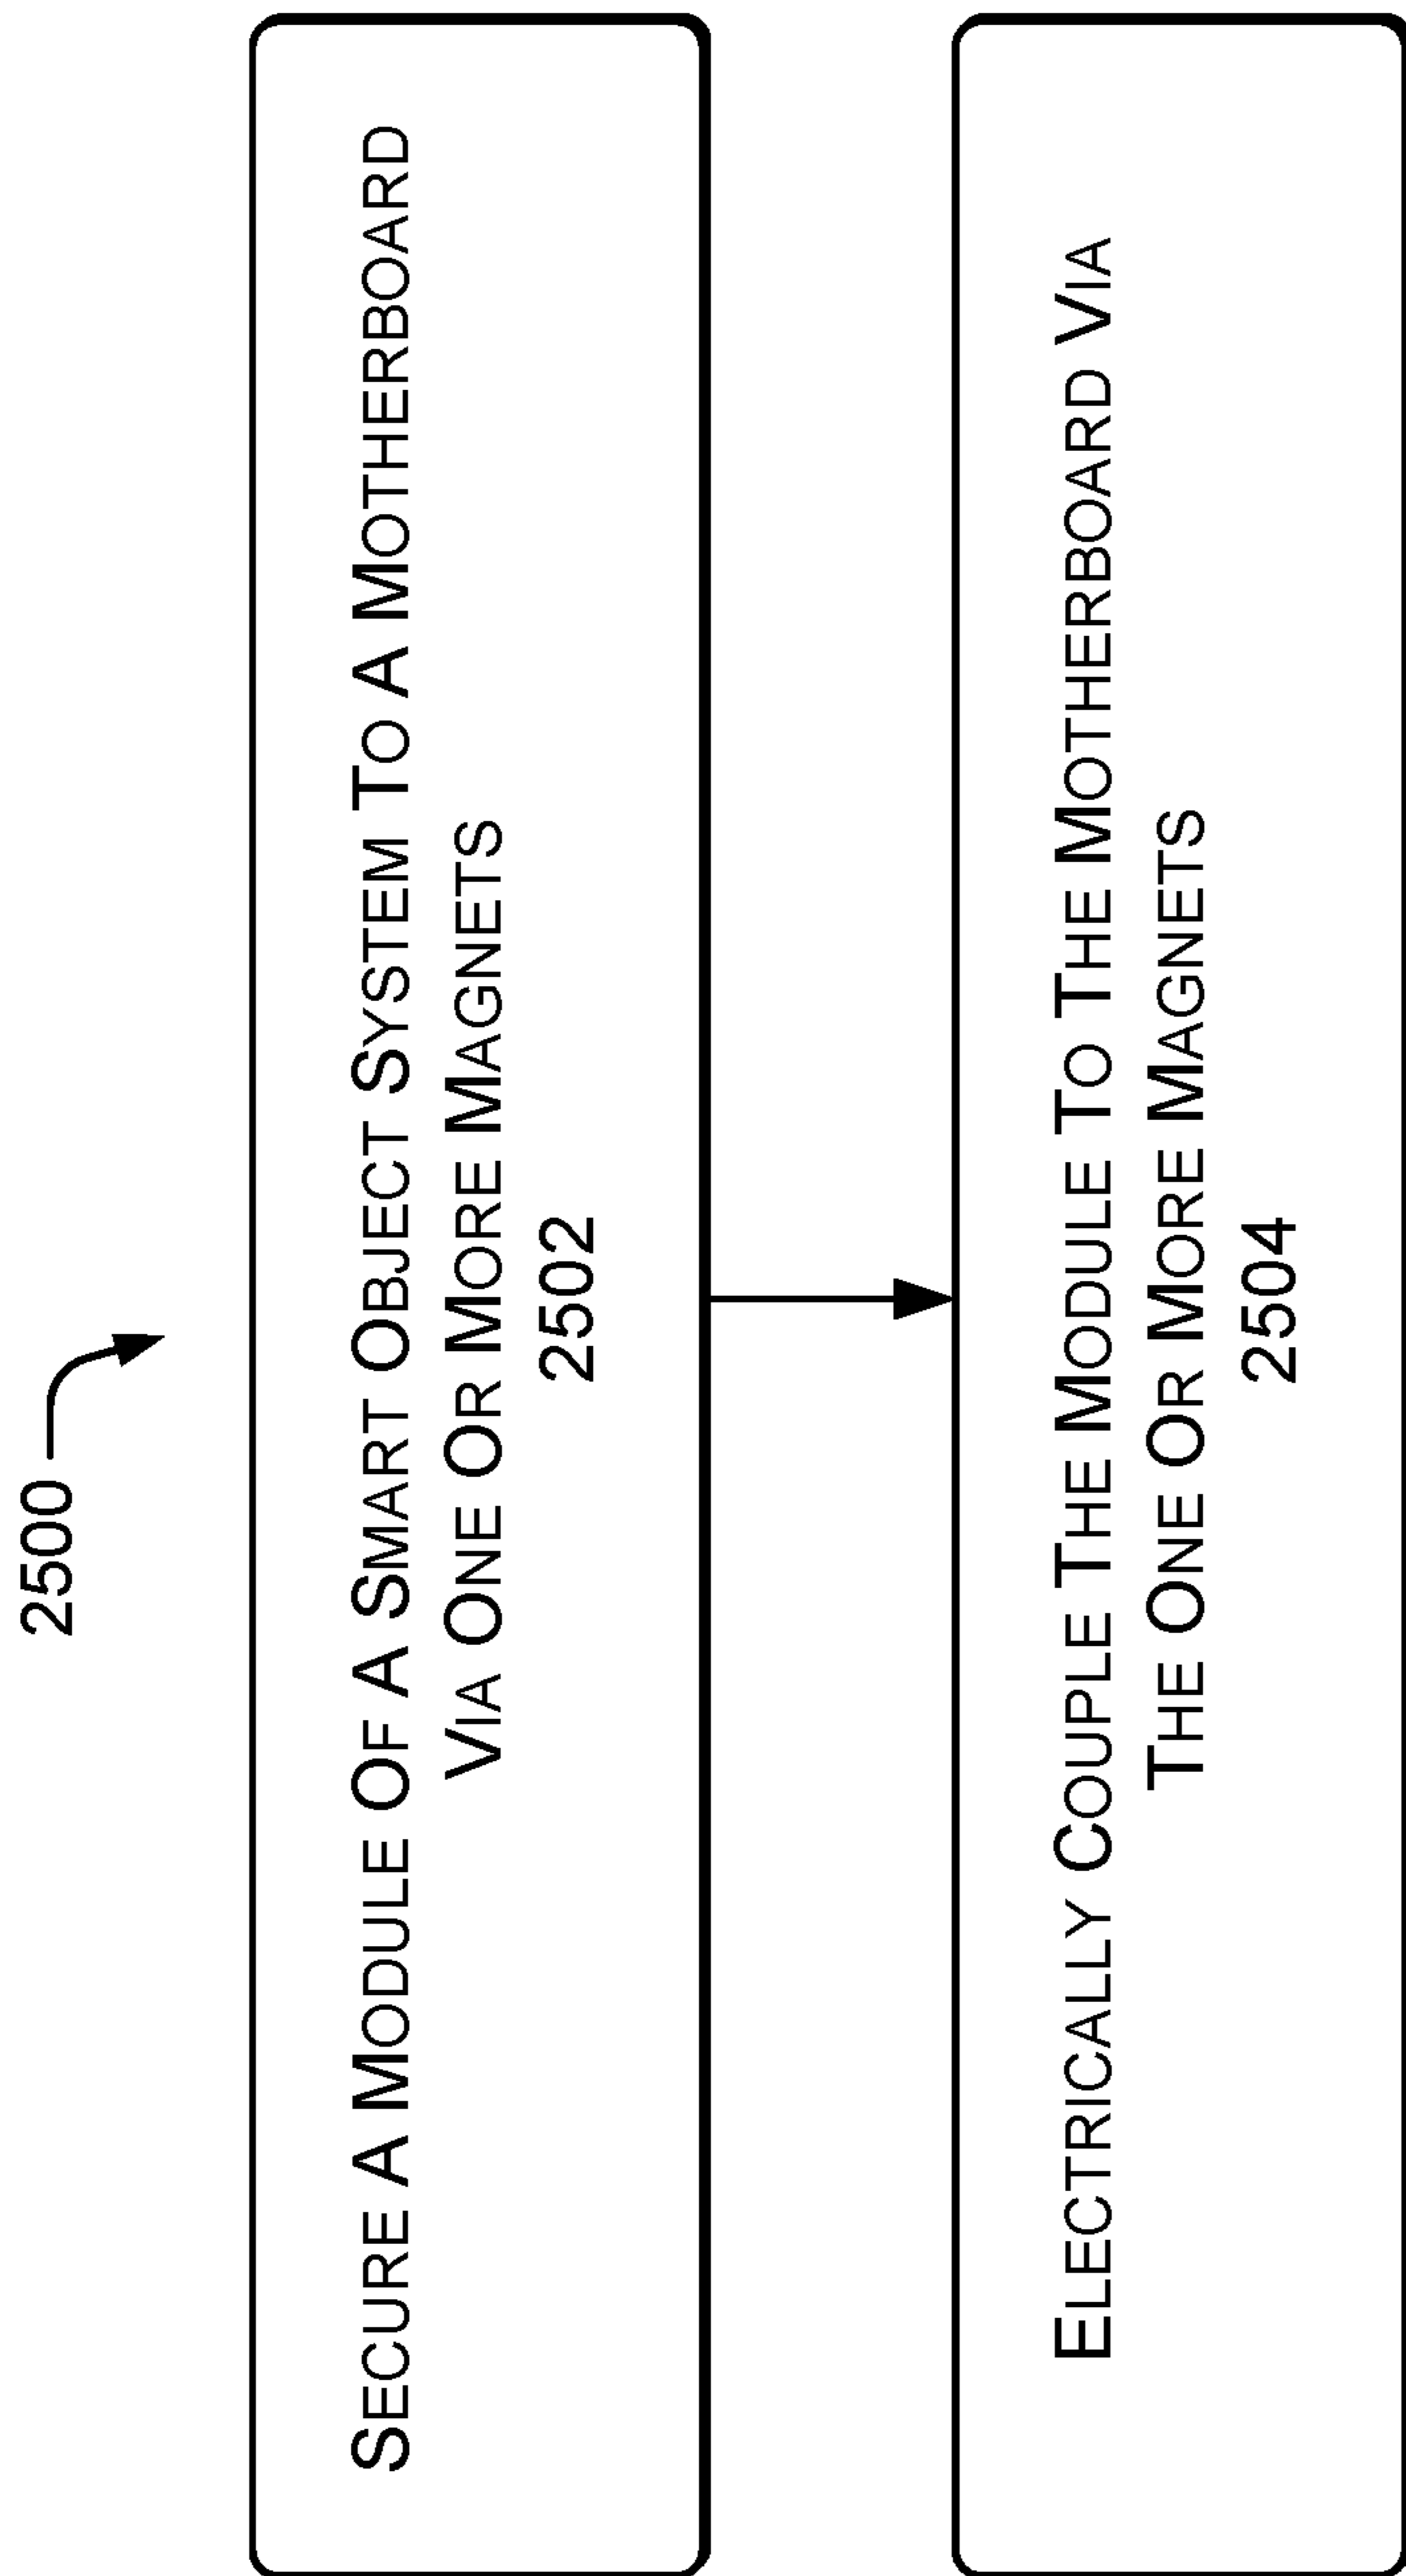 2500
SECURE A MODULE OF A SMART OBJECT SYSTEM TO A MOTHERBOARD
VIA ONE OR MORE MAGNETS
2502
ELECTRICALLY COUPLE THE MODULE TO THE MOTHERBOARD VIA
THE ONE OR MORE MAGNETS
2504